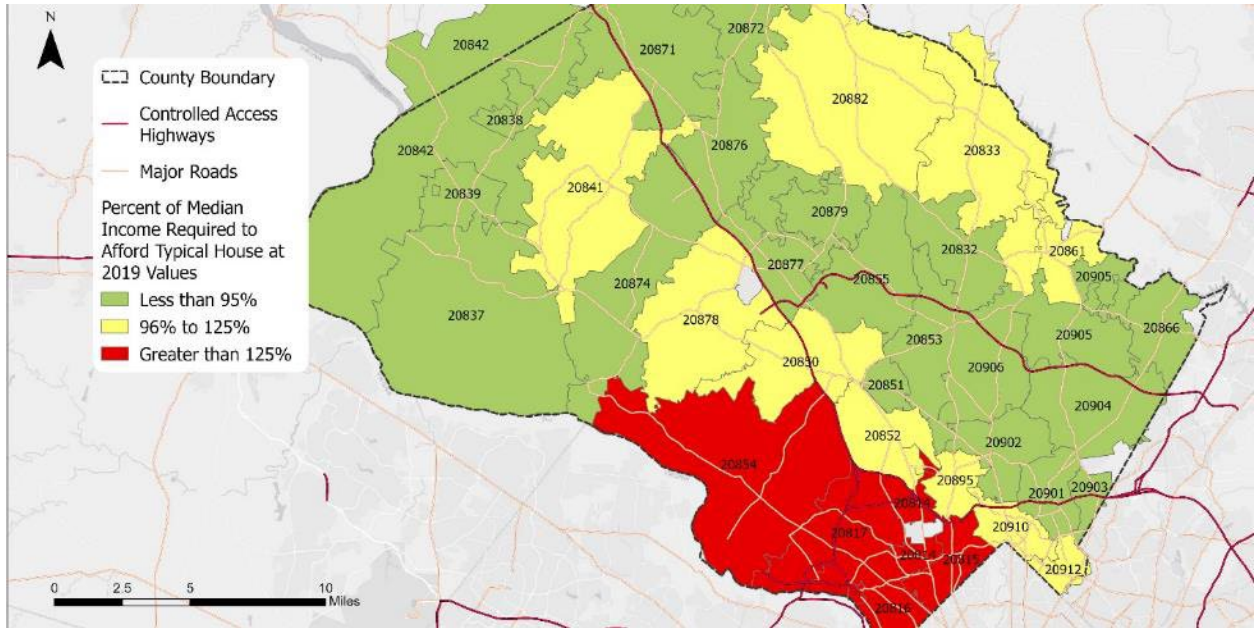 N
County Boundary
Controlled Access
Highways
Major Roads
Percent of Median
Income Required to
Afford Typical House at
2019 Values
Less than 95%
96% to 125%
Greater than 125%
0 2.5 5 10
Miles
20842
20871
20872
20882
20838
20842
20876
20833
20839
20841
20879
20832
20861
20905
20877
20855
20874
20837
20878
20853
20905
20866
20850
20906
20851
20904
20852
20902
20854
20895
20901
20903
20814
20817
20910
20814
20815
20912
20816